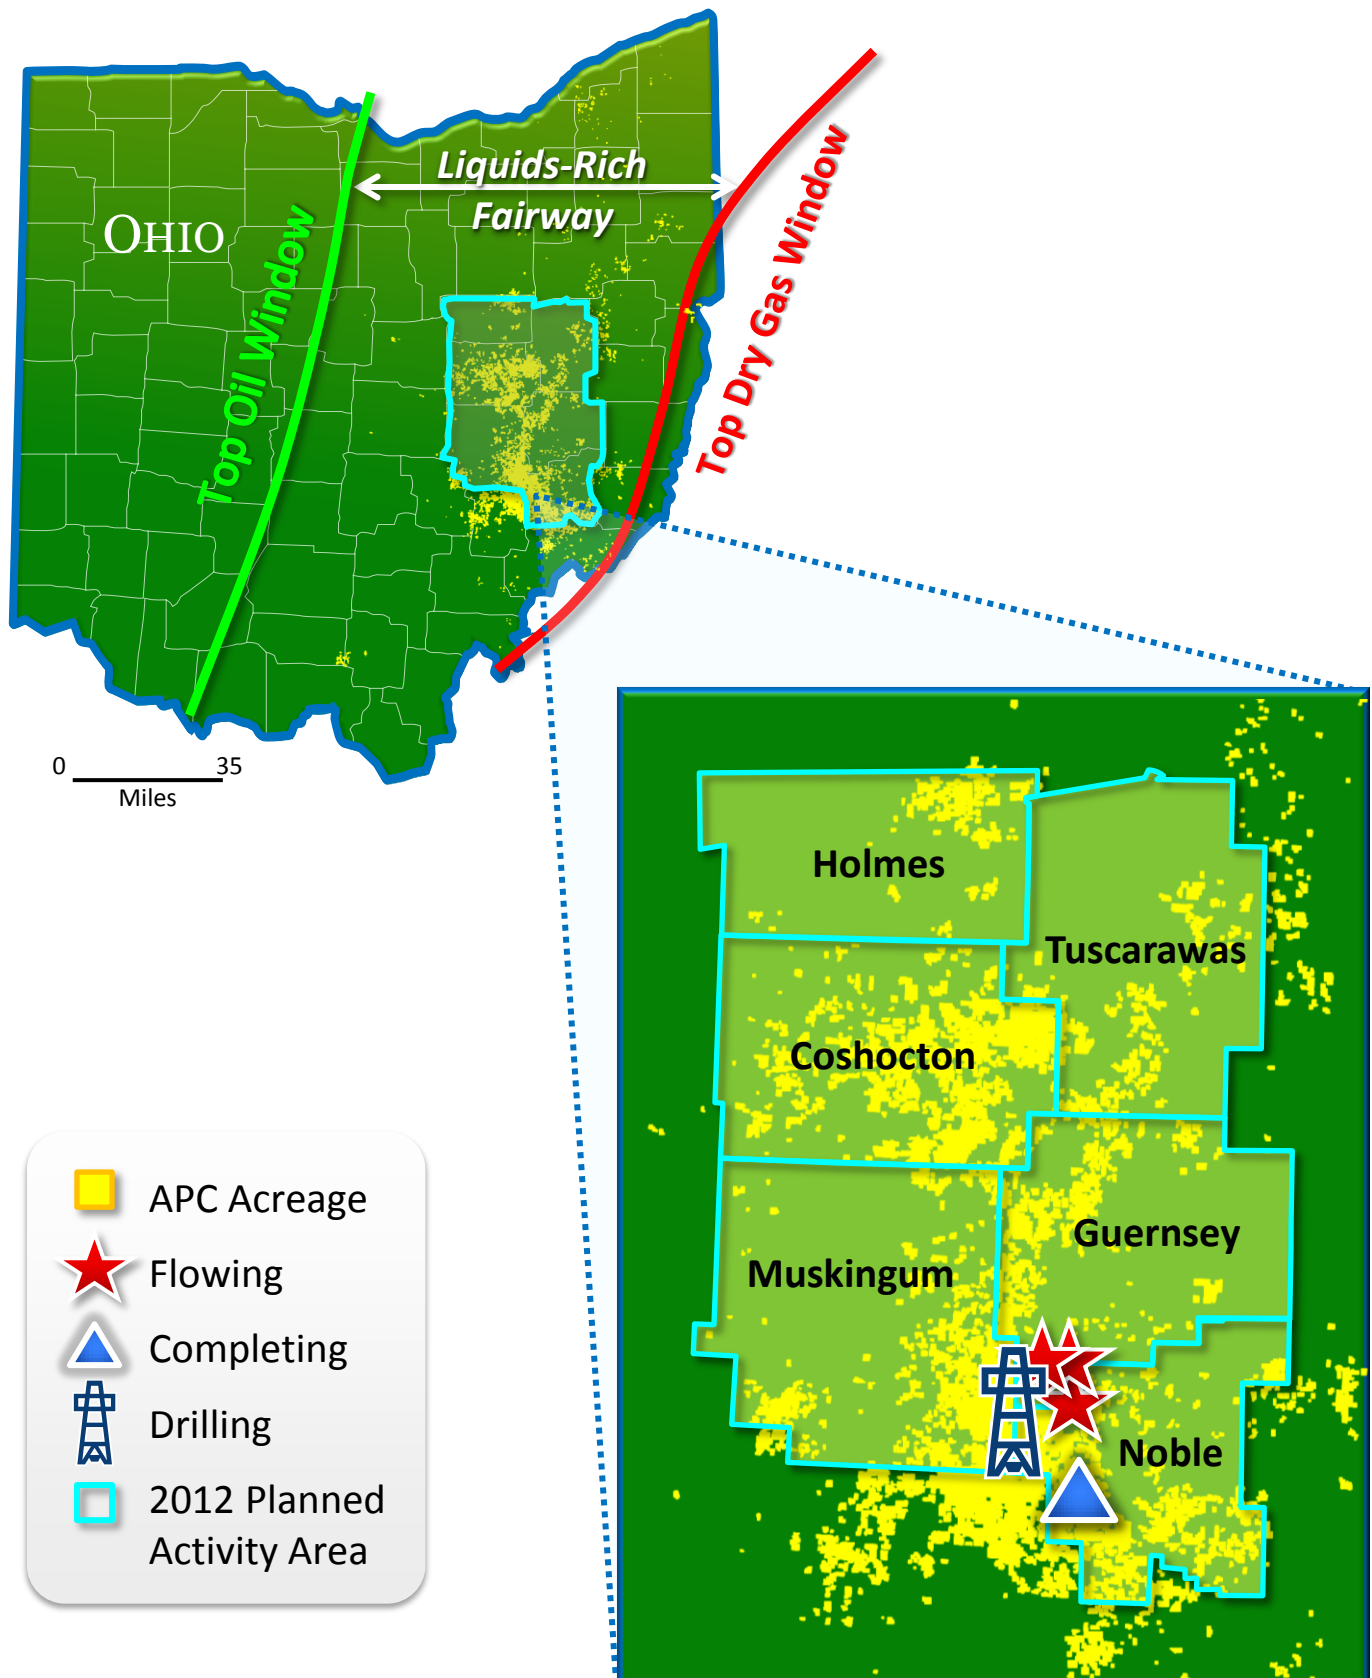 Liquids-Rich
Fairway
OHIO
Top Oil Window
Top Dry Gas Window
0 35
Miles
Holmes
Tuscarawas
Coshocton
Guernsey
Muskingum
Noble
APC Acreage
Flowing
Completing
Drilling
2012 Planned
Activity Area